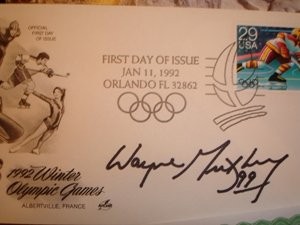 OFFICIAL
FIRST DAY
OF ISSUE
FIRST DAY OF ISSUE
JAN 11, 1992
ORLANDO FL 32862
29
USA
1992 Winter
Olympic Games
ALBERTVILLE, FRANCE
Wayne
99